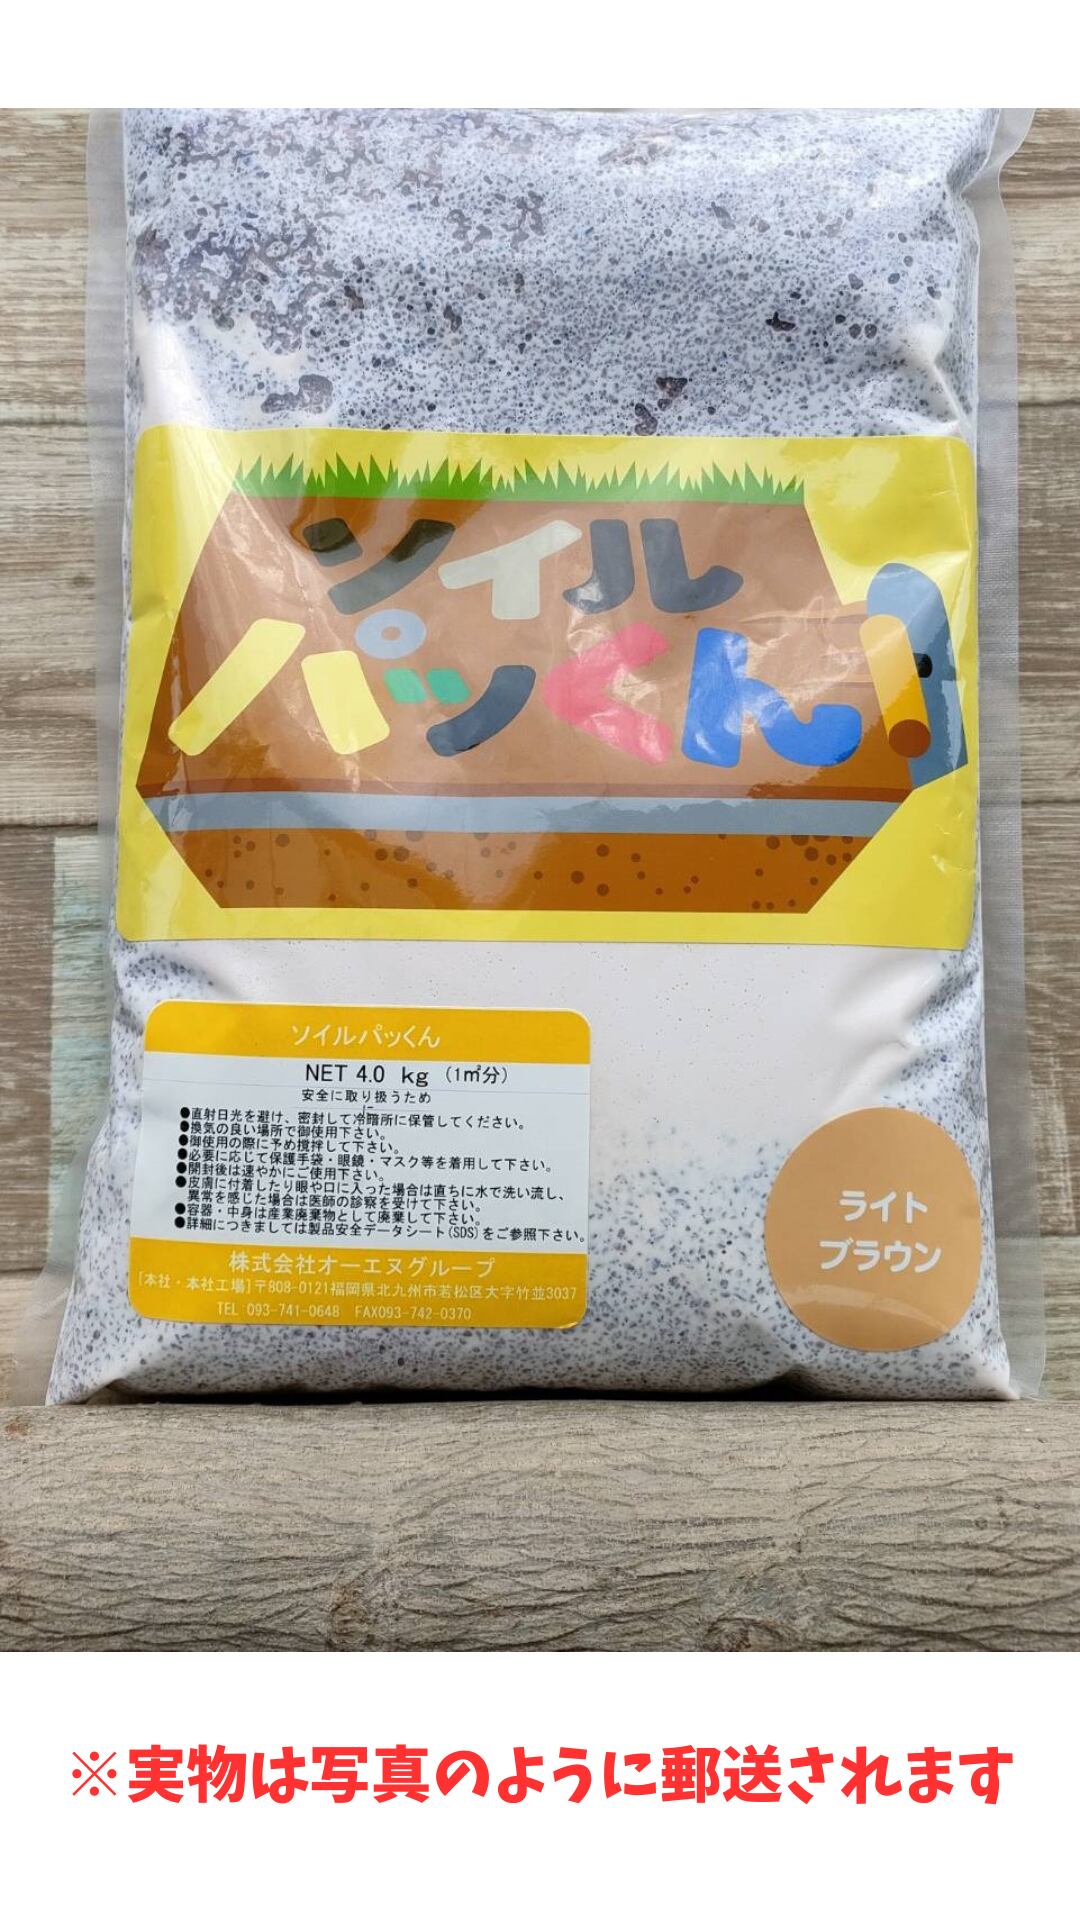 ソイル
パッくん
ソイルパッくん
NET 4.0 kg (1㎡分)
安全に取り扱うため
に
●直射日光を避け、密封して冷暗所に保管してください。
●換気の良い場所で御使用下さい。
●御使用の際に予め撹拌して下さい。
●必要に応じて保護手袋・眼鏡・マスク等を着用して下さい。
●開封後は速やかにご使用下さい。
●皮膚に付着したり眼や口に入った場合は直ちに水で洗い流し、
異常を感じた場合は医師の診察を受けて下さい。
●容器・中身は産業廃棄物として廃棄して下さい。
●詳細につきましては製品安全データシート(SDS)をご参照下さい。
株式会社オーエヌグループ
[本社・本社工場]〒808-0121福岡県北九州市若松区大字竹並3037
TEL 093-741-0648 FAX093-742-0370
ライト
ブラウン
※実物は写真のように郵送されます